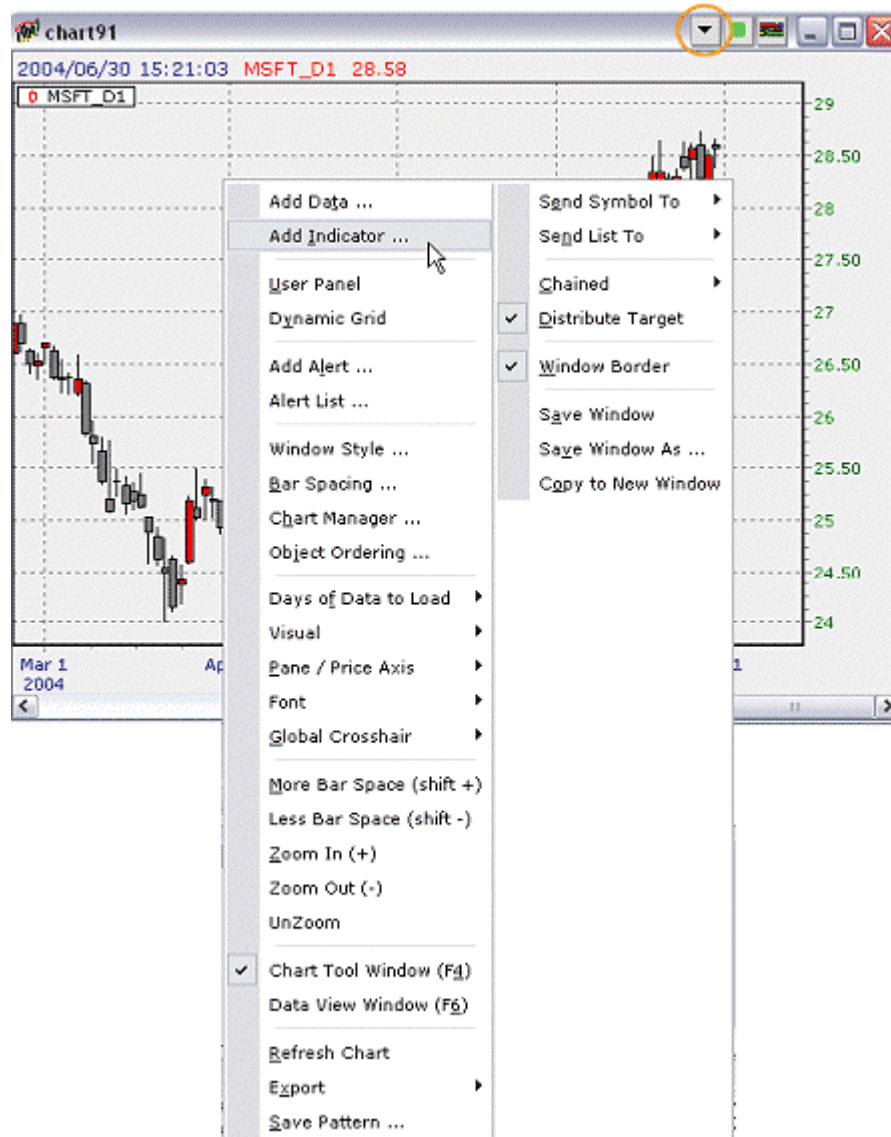 chart91
2004/06/30 15:21:03 MSFT_D1 28.58
0 MSFT_D1
29
28.50
28
27.50
27
26.50
26
25.50
25
24.50
24
Mar 1
2004
Ap
1
Add Data ...
Add Indicator ...
User Panel
Dynamic Grid
Add Alert ...
Alert List ...
Window Style ...
Bar Spacing ...
Chart Manager ...
Object Ordering ...
Days of Data to Load
Visual
Pane / Price Axis
Font
Global Crosshair
More Bar Space (shift +)
Less Bar Space (shift -)
Zoom In (+)
Zoom Out (-)
UnZoom
Chart Tool Window (F4)
Data View Window (F6)
Refresh Chart
Export
Save Pattern ...
Send Symbol To
Send List To
Chained
Distribute Target
Window Border
Save Window
Save Window As ...
Copy to New Window